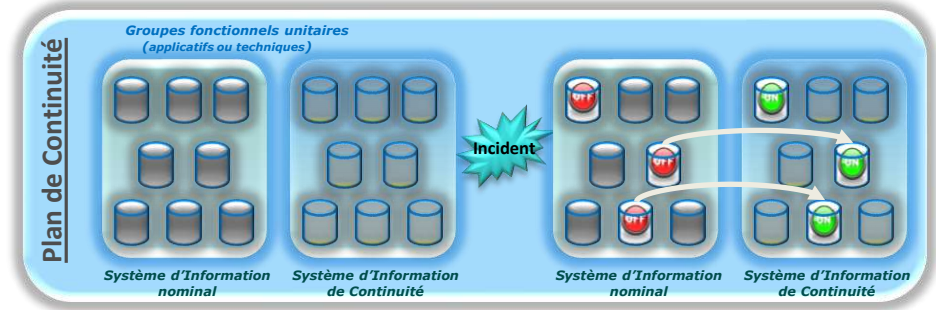 Plan de Continuité
Groupes fonctionnels unitaires
(applicatifs ou techniques)
Incident
OFF
ON
OFF
ON
OFF
ON
Système d'Information
nominal
Système d'Information
de Continuité
Système d'Information
nominal
Système d'Information
de Continuité